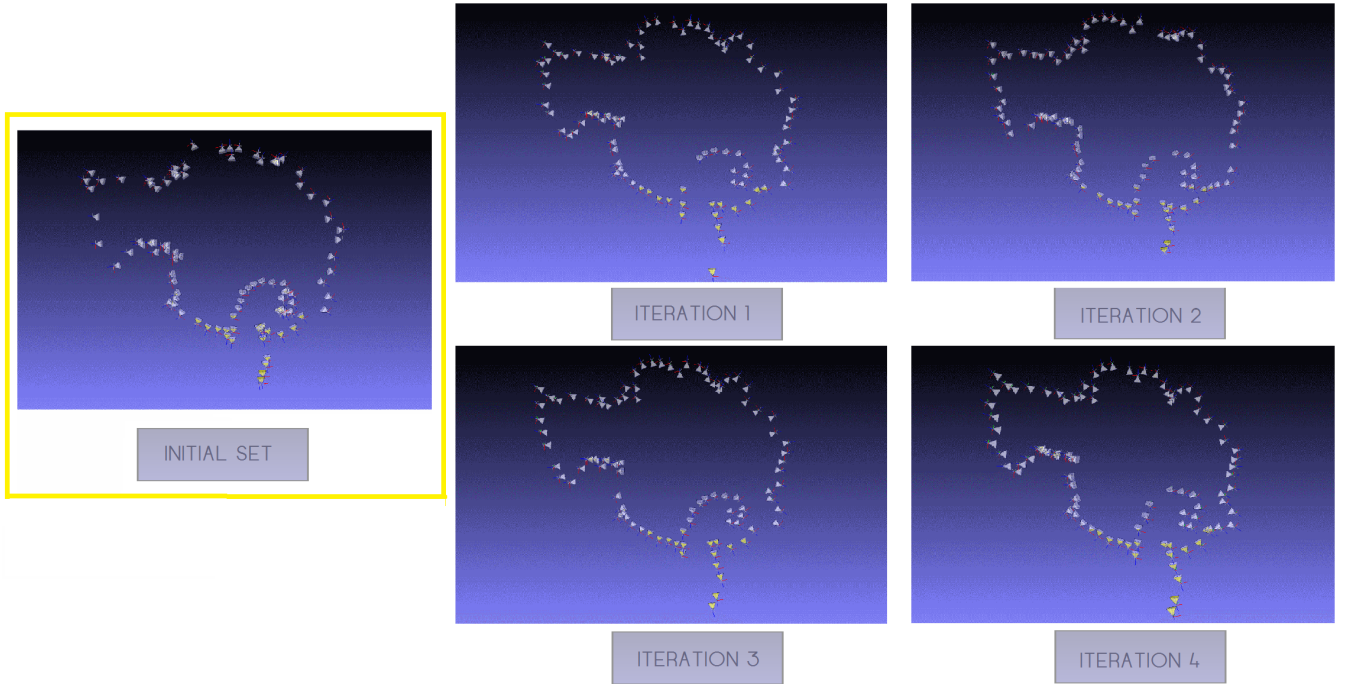 INITIAL SET
ITERATION 1
ITERATION 2
ITERATION 3
ITERATION 4